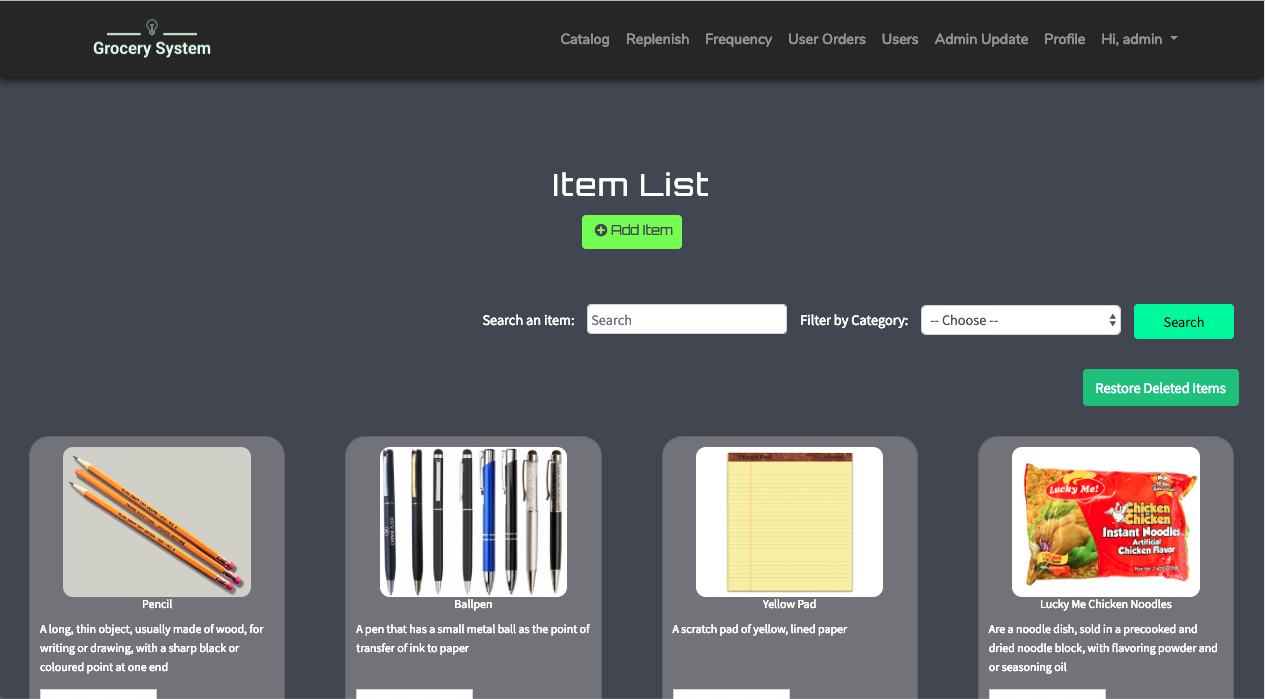 Grocery System
Catalog Replenish Frequency User Orders Users Admin Update Profile Hi, admin
Item List
Add Item
Search an item: Search Filter by Category: -- Choose -- Search
Restore Deleted Items
Pencil
A long, thin object, usually made of wood, for
writing or drawing, with a sharp black or
coloured point at one end
Ballpen
A pen that has a small metal ball as the point of
transfer of ink to paper
Yellow Pad
A scratch pad of yellow, lined paper
Lucky Me!
Chicken
Chicken
Instant Noodles
Artificial
Chicken Flavor
Lucky Me Chicken Noodles
Are a noodle dish, sold in a precooked and
dried noodle block, with flavoring powder and
or seasoning oil